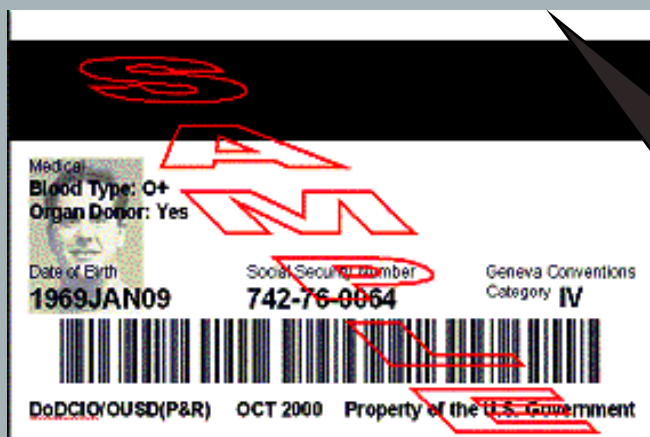 SAMPLE
Medical
Blood Type: O+
Organ Donor: Yes
Date of Birth Social Security Number Geneva Conventions
1969JAN09 742-76-0064 Category IV
DoDCIO/OUSD(P&R) OCT 2000 Property of the U.S. Government